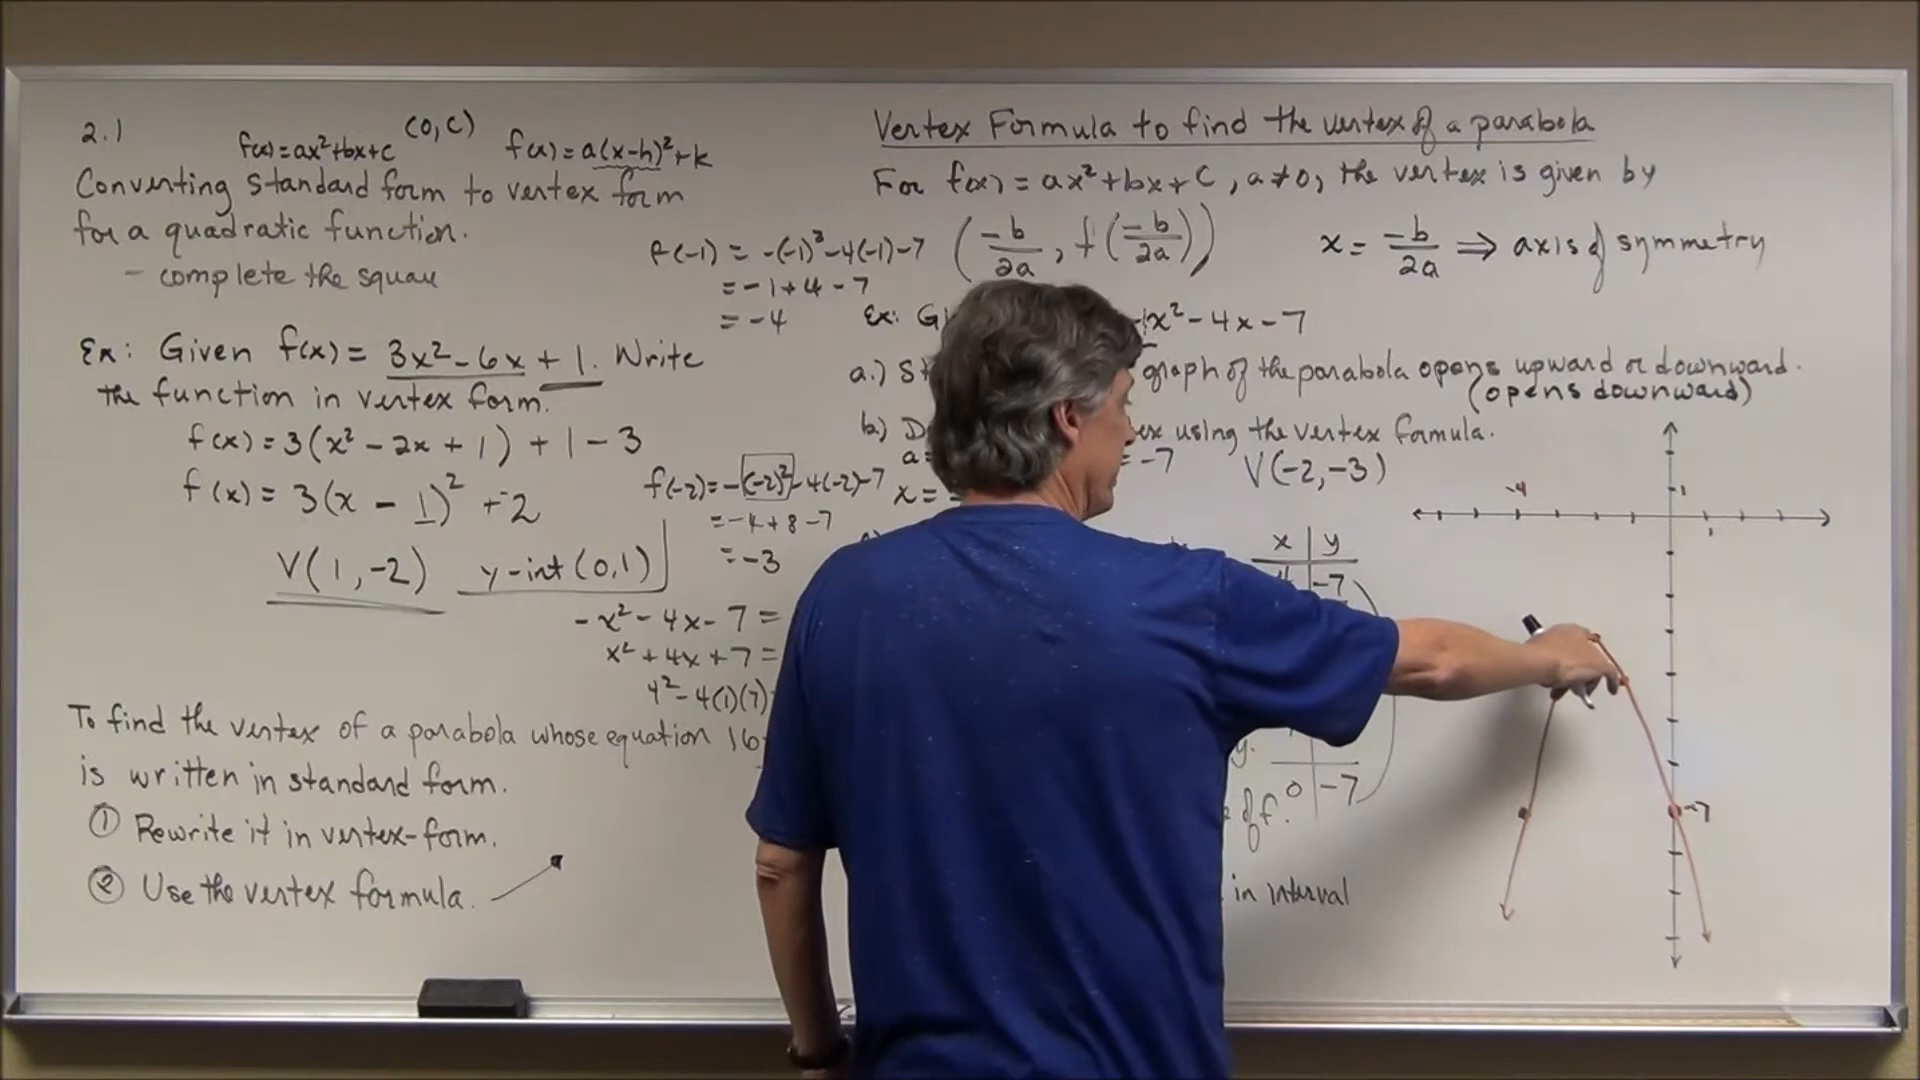 2.1
f(x)=ax²+bx+c (0,c) f(x)=a(x-h)²+k
Converting standard form to vertex form
for a quadratic function.
- complete the square
Ex: Given f(x) = 3x²-6x+1. Write
the function in vertex form.
f(x)=3(x²-2x+1)+1-3
f(x)=3(x-1)²+-2
V(1,-2) y-int(0,1)
To find the vertex of a parabola whose equation
is written in standard form.
① Rewrite it in vertex-form.
② Use the vertex formula.
f(-1) = -(-1)²-4(-1)-7
= -1+4-7
= -4
f(-2)=-(-2)²-4(-2)-7
=-4+8-7
=-3
-x²-4x-7=
x²+4x+7=
4²-4(1)(7)
16
Vertex Formula to find the vertex of a parabola
For f(x)=ax²+bx+c, a≠0, the vertex is given by
(-b/2a, f(-b/2a)) x = -b/2a ⇒ axis of symmetry
Ex: x²-4x-7
a.) graph of the parabola opens upward or downward.
(opens downward)
b.) using the vertex formula.
a= =-7 V(-2,-3)
x=
x y
-7
0 -7
of f.
in interval
-4
1
1
-7